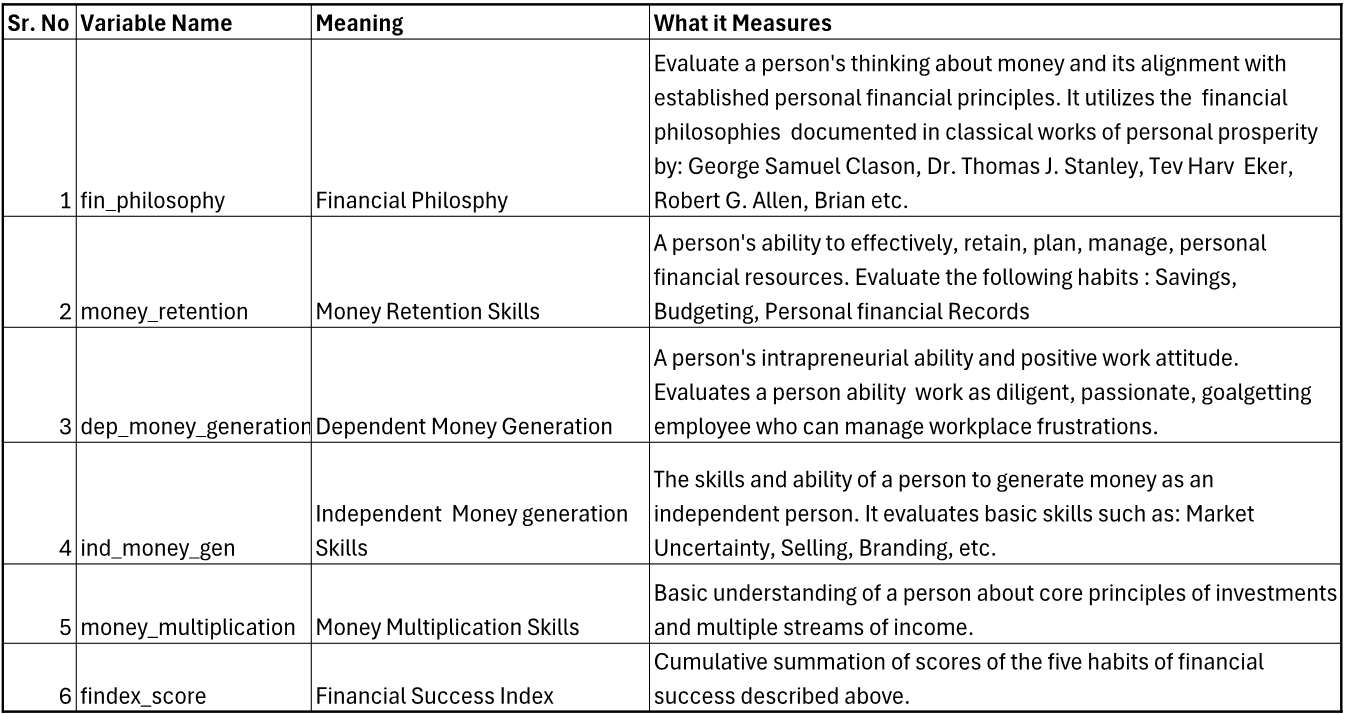 Sr. No Variable Name Meaning What it Measures
Evaluate a person's thinking about money and its alignment with
established personal financial principles. It utilizes the financial
philosophies documented in classical works of personal prosperity
by: George Samuel Clason, Dr. Thomas J. Stanley, Tev Harv Eker,
1 fin_philosophy Financial Philosphy Robert G. Allen, Brian etc.
A person's ability to effectively, retain, plan, manage, personal
financial resources. Evaluate the following habits : Savings,
2 money_retention Money Retention Skills Budgeting, Personal financial Records
A person's intrapreneurial ability and positive work attitude.
Evaluates a person ability work as diligent, passionate, goalgetting
3 dep_money_generation Dependent Money Generation employee who can manage workplace frustrations.
The skills and ability of a person to generate money as an
Independent Money generation independent person. It evaluates basic skills such as: Market
4 ind_money_gen Skills Uncertainty, Selling, Branding, etc.
Basic understanding of a person about core principles of investments
5 money_multiplication Money Multiplication Skills and multiple streams of income.
Cumulative summation of scores of the five habits of financial
6 findex_score Financial Success Index success described above.